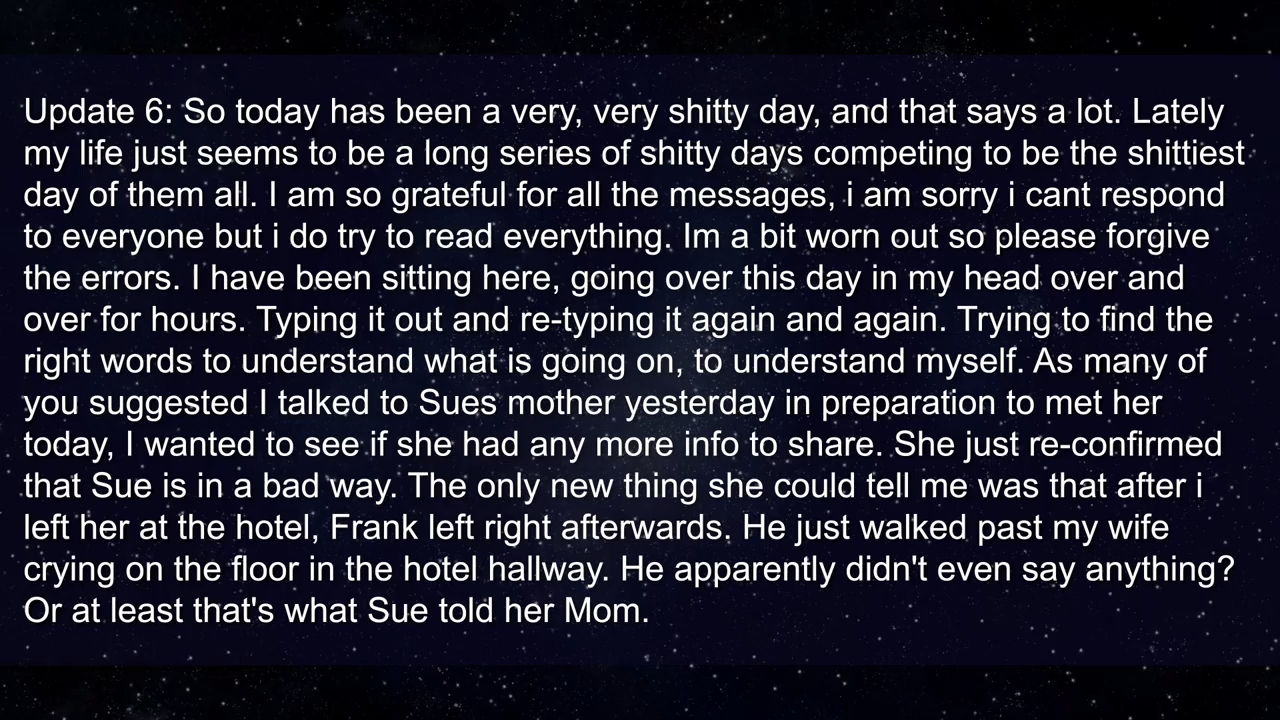 Update 6: So today has been a very, very shitty day, and that says a lot. Lately
my life just seems to be a long series of shitty days competing to be the shittiest
day of them all. I am so grateful for all the messages, i am sorry i cant respond
to everyone but i do try to read everything. Im a bit worn out so please forgive
the errors. I have been sitting here, going over this day in my head over and
over for hours. Typing it out and re-typing it again and again. Trying to find the
right words to understand what is going on, to understand myself. As many of
you suggested I talked to Sues mother yesterday in preparation to met her
today, I wanted to see if she had any more info to share. She just re-confirmed
that Sue is in a bad way. The only new thing she could tell me was that after i
left her at the hotel, Frank left right afterwards. He just walked past my wife
crying on the floor in the hotel hallway. He apparently didn't even say anything?
Or at least that's what Sue told her Mom.